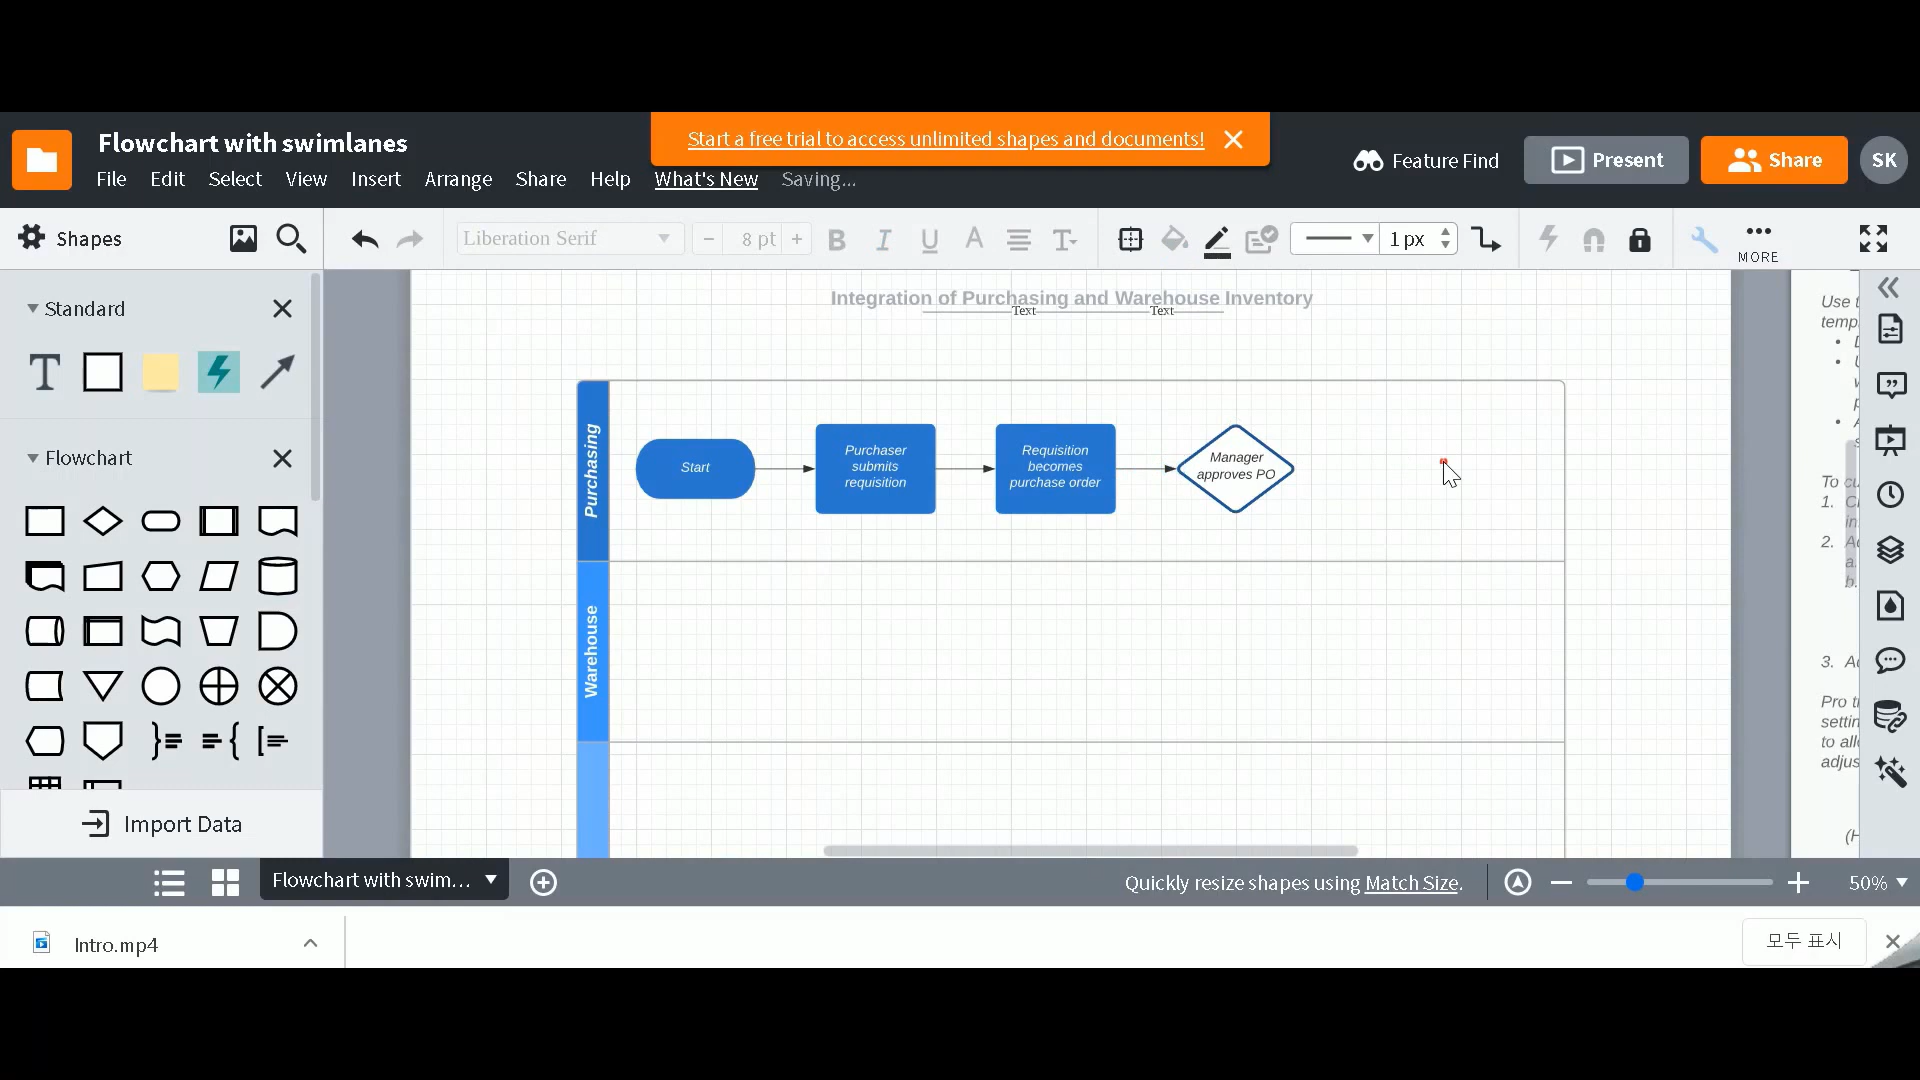 Flowchart with swimlanes
Start a free trial to access unlimited shapes and documents!
File Edit Select View Insert Arrange Share Help What's New Saving...
Feature Find
Present
Share
SK
Shapes
Liberation Serif
8 pt
1 px
MORE
Standard
Flowchart
Import Data
Integration of Purchasing and Warehouse Inventory
Text Text
Purchasing
Start
Purchaser
submits
requisition
Requisition
becomes
purchase order
Manager
approves PO
Warehouse
Use t
temp
To cu
1. C
in
2. A
a.
b.
3. A
Pro t
settin
to all
adjus
(H
Flowchart with swim...
Quickly resize shapes using Match Size.
50%
Intro.mp4
모두 표시